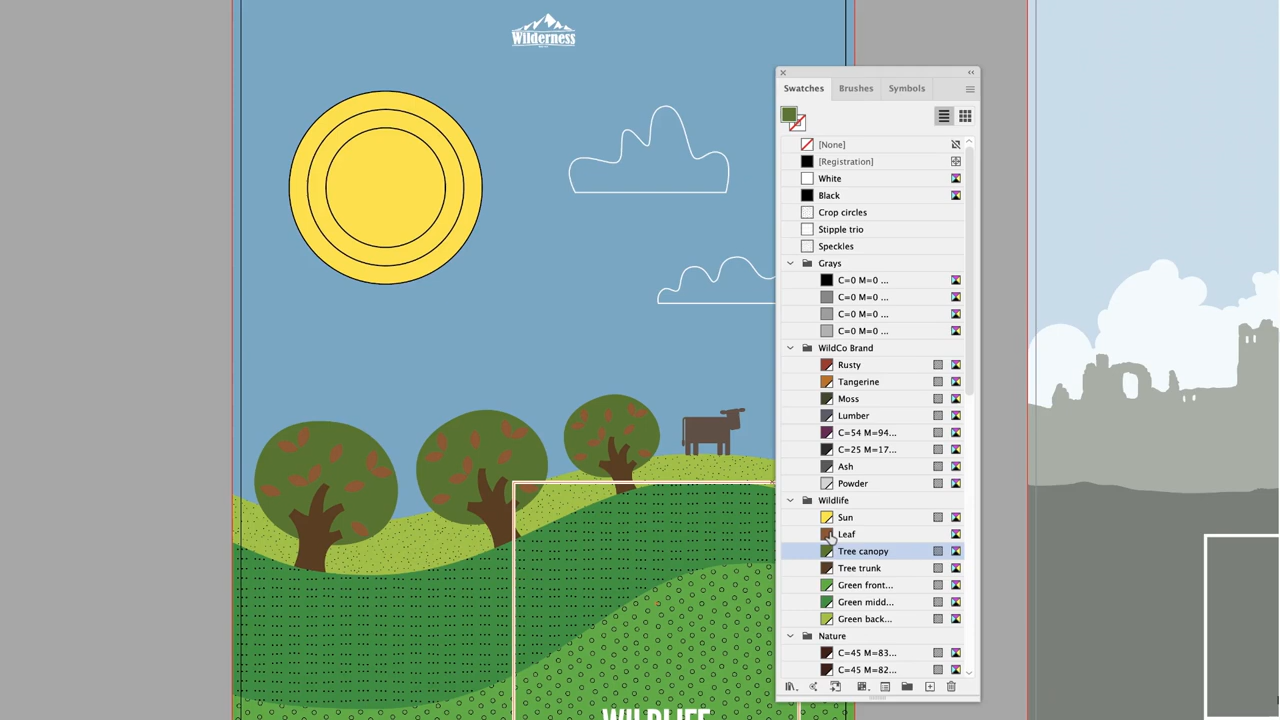 Wilderness
Swatches
Brushes
Symbols
[None]
[Registration]
White
Black
Crop circles
Stipple trio
Speckles
Grays
C=0 M=0 ...
C=0 M=0 ...
C=0 M=0 ...
C=0 M=0 ...
WildCo Brand
Rusty
Tangerine
Moss
Lumber
C=54 M=94...
C=25 M=17...
Ash
Powder
Wildlife
Sun
Leaf
Tree canopy
Tree trunk
Green front...
Green midd...
Green back...
Nature
C=45 M=83...
C=45 M=82...
WILDLIFE